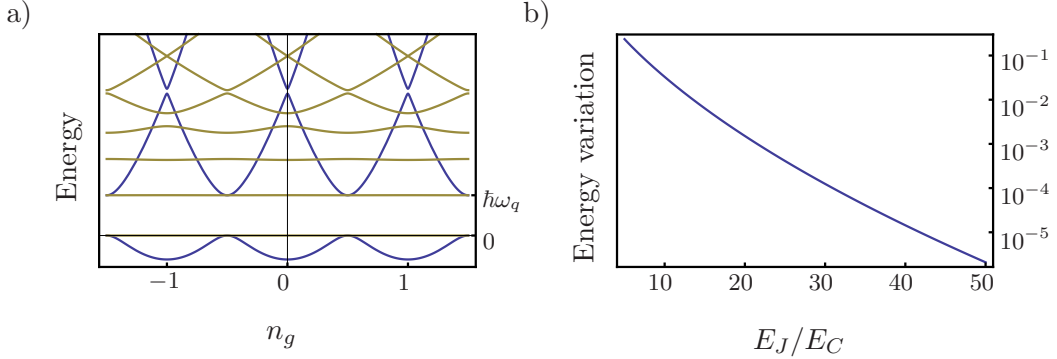 a)
Energy
ħω_q
0
−1
0
1
n_g
b)
Energy variation
10^{-1}
10^{-2}
10^{-3}
10^{-4}
10^{-5}
10
20
30
40
50
E_J/E_C